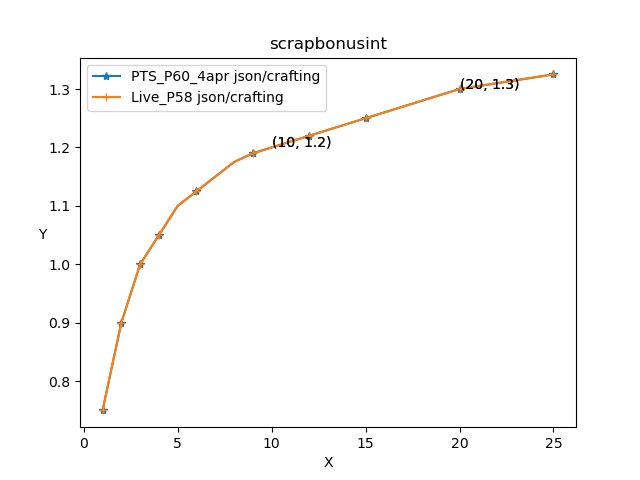 scrapbonusint
PTS_P60_4apr json/crafting
Live_P58 json/crafting
(20, 1.3)
(10, 1.2)
1.3
1.2
1.1
1.0
0.9
0.8
Y
0 5 10 15 20 25
X